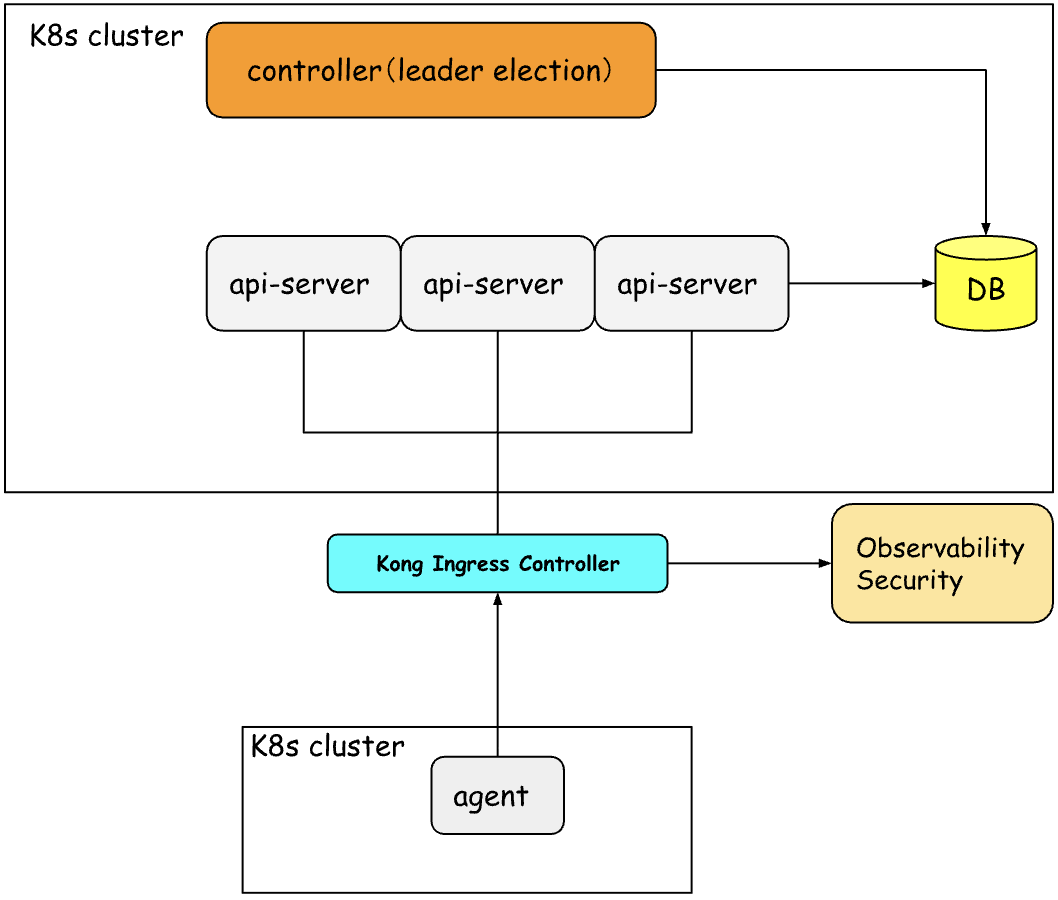 K8s cluster
controller（leader election）
api-server
api-server
api-server
DB
Kong Ingress Controller
Observability
Security
K8s cluster
agent